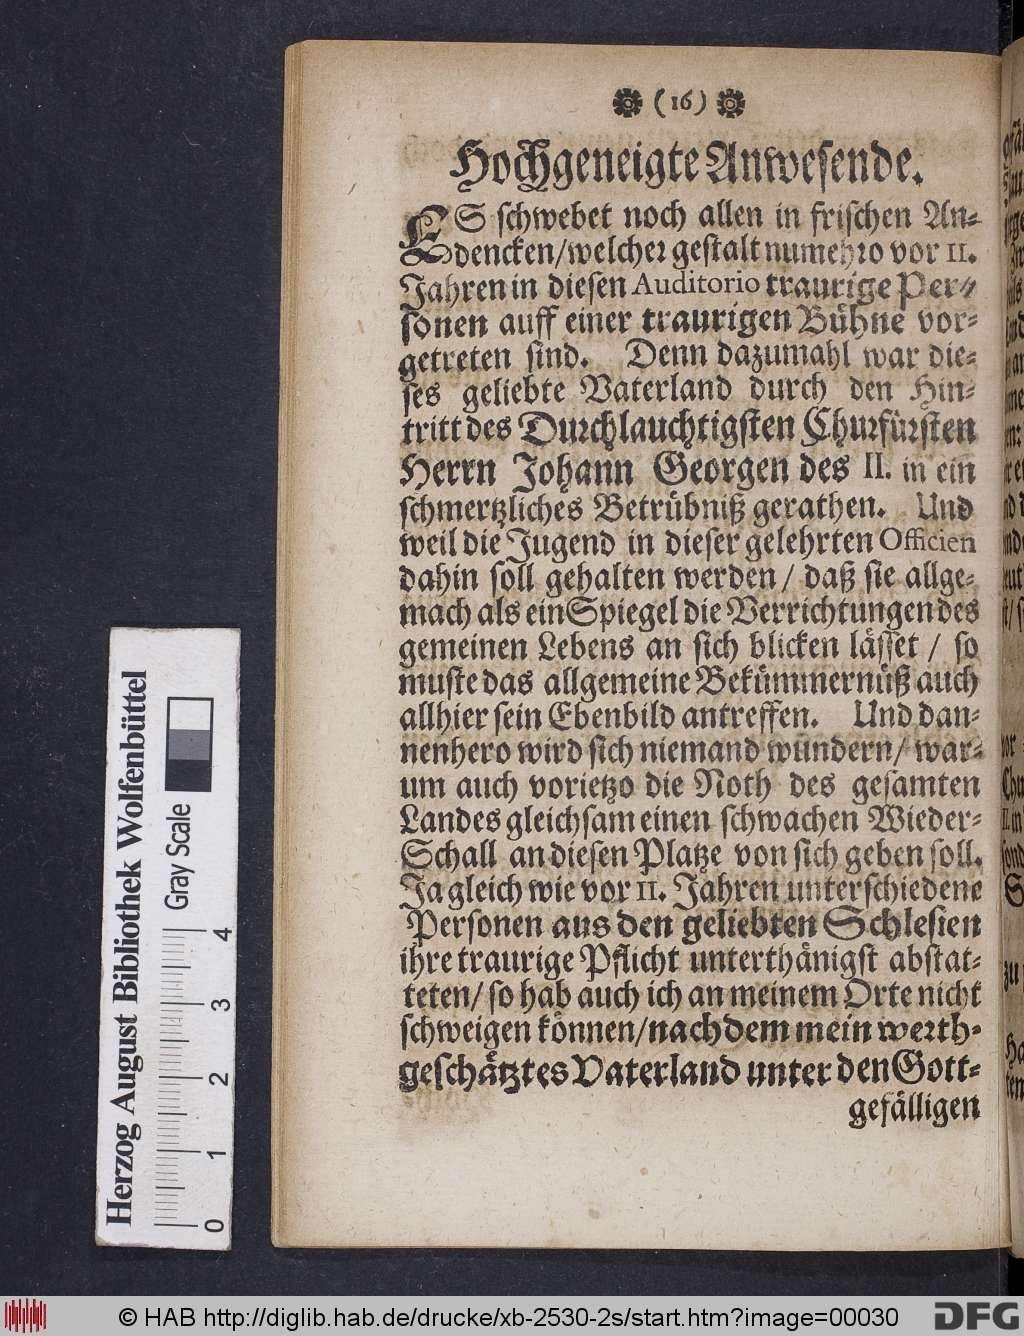 (16)
Hochgeneigte Anwesende.
ES schwebet noch allen in frischen An-
dencken/welcher gestalt numehro vor 11.
Jahren in diesen Auditorio traurige Per-
sonen auff einer traurigen Bühne vor-
getreten sind. Denn dazumahl war die-
ses geliebte Vaterland durch den Hin-
tritt des Durchlauchtigsten Churfürsten
Herrn Johann Georgen des II. in ein
schmertzliches Betrübniß gerathen. Und
weil die Jugend in dieser gelehrten Officien
dahin soll gehalten werden / daß sie allge-
mach als ein Spiegel die Verrichtungen des
gemeinen Lebens an sich blicken lässet / so
muste das allgemeine Bekümmernüß auch
allhier sein Ebenbild antreffen. Und dan-
nenhero wird sich niemand wundern/ war-
um auch vorietzo die Noth des gesamten
Landes gleichsam einen schwachen Wieder-
Schall an diesen Platze von sich geben soll.
Ja gleich wie vor 11. Jahren unterschiedene
Personen aus den geliebten Schlesien
ihre traurige Pflicht unterthänigst abstat-
teten/ so hab auch ich an meinem Orte nicht
schweigen können/nachdem mein werth-
geschätztes Vaterland unter den Gott-
gefälligen
Herzog August Bibliothek Wolfenbüttel
Gray Scale
0 1 2 3 4
© HAB http://diglib.hab.de/drucke/xb-2530-2s/start.htm?image=00030
DFG